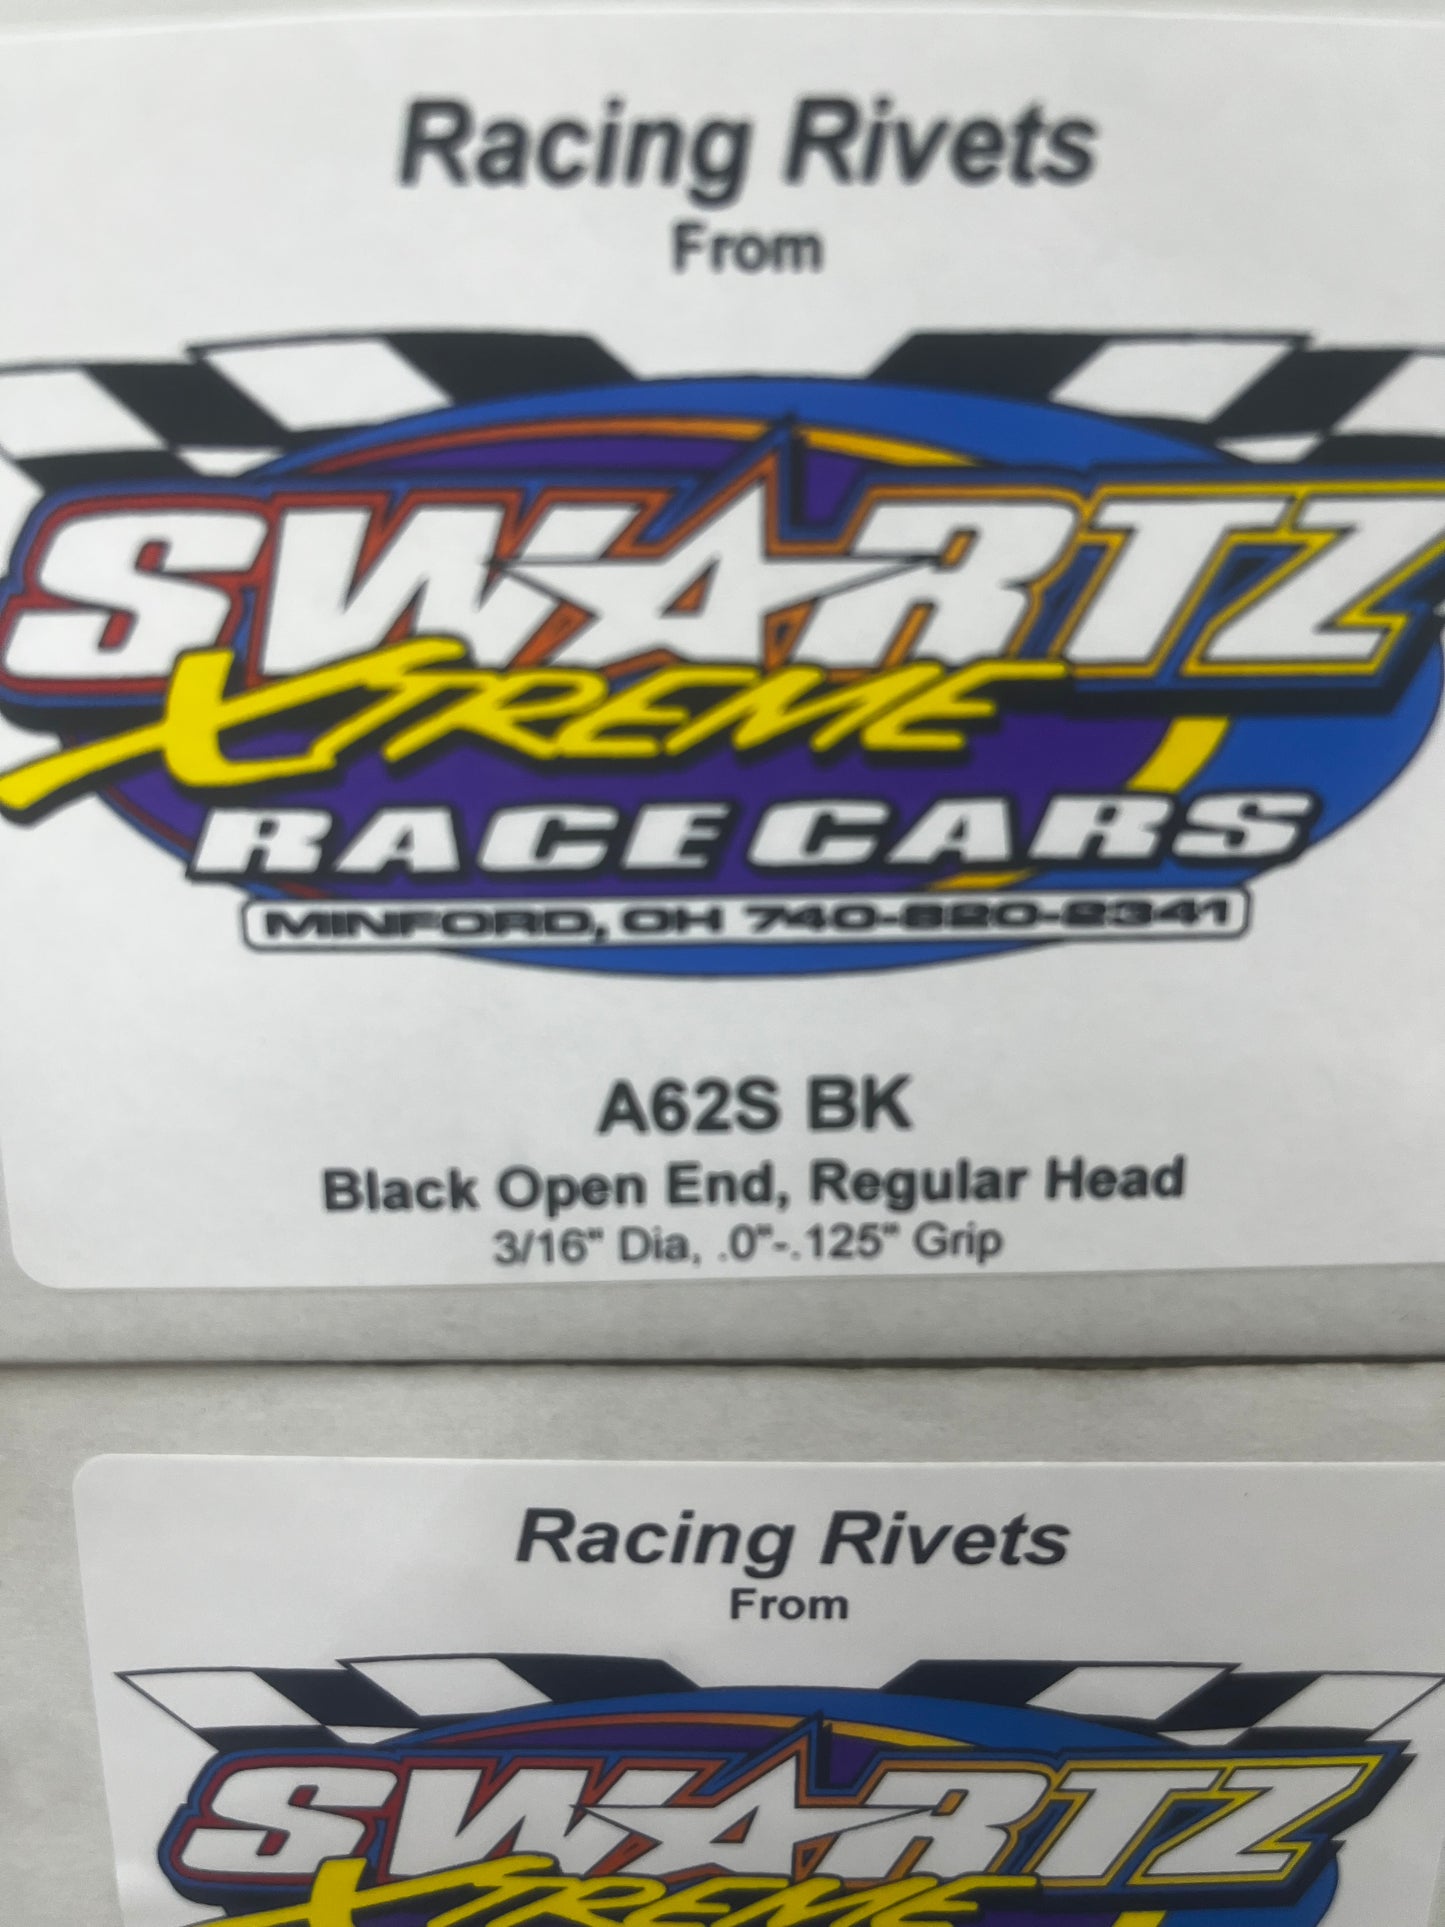 Racing Rivets
From
SWARTZ
XTREME
RACE CARS
MINFORD, OH 740-820-2341
A62S BK
Black Open End, Regular Head
3/16" Dia, .0"-.125" Grip
Racing Rivets
From
SWARTZ
XTREME